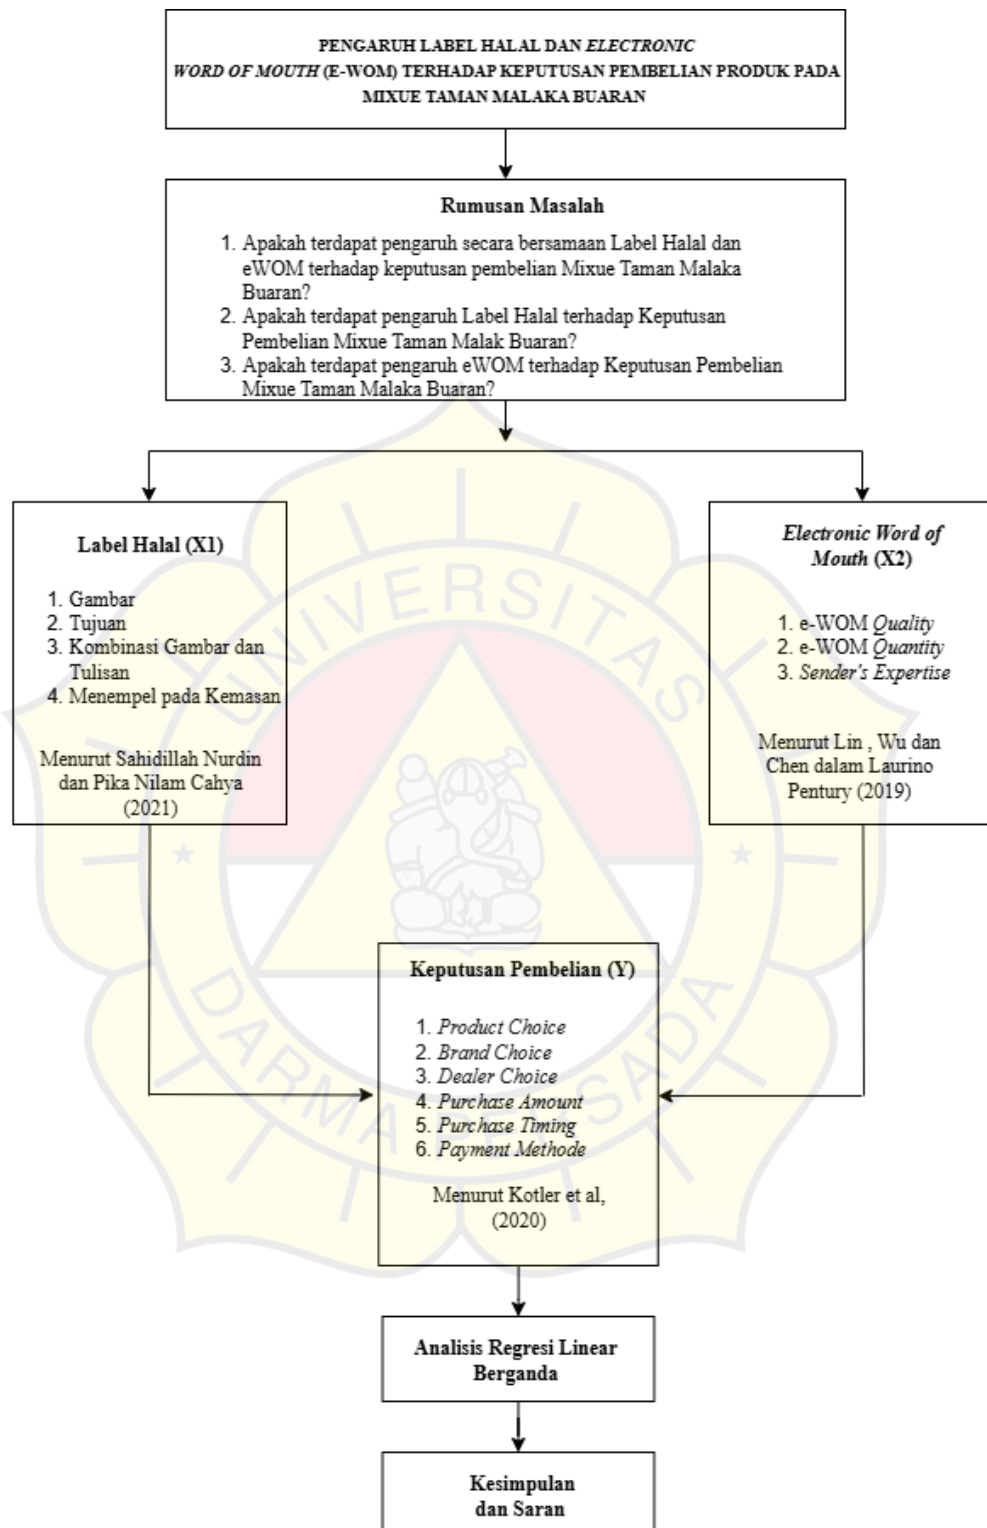 PENGARUH LABEL HALAL DAN ELECTRONIC
WORD OF MOUTH (E-WOM) TERHADAP KEPUTUSAN PEMBELIAN PRODUK PADA
MIXUE TAMAN MALAKA BUARAN
Rumusan Masalah
1. Apakah terdapat pengaruh secara bersamaan Label Halal dan
eWOM terhadap keputusan pembelian Mixue Taman Malaka
Buaran?
2. Apakah terdapat pengaruh Label Halal terhadap Keputusan
Pembelian Mixue Taman Malak Buaran?
3. Apakah terdapat pengaruh eWOM terhadap Keputusan Pembelian
Mixue Taman Malaka Buaran?
Label Halal (X1)
1. Gambar
2. Tujuan
3. Kombinasi Gambar dan
Tulisan
4. Menempel pada Kemasan
Menurut Sahidillah Nurdin
dan Pika Nilam Cahya
(2021)
Electronic Word of
Mouth (X2)
1. e-WOM Quality
2. e-WOM Quantity
3. Sender's Expertise
Menurut Lin , Wu dan
Chen dalam Laurino
Pentury (2019)
Keputusan Pembelian (Y)
1. Product Choice
2. Brand Choice
3. Dealer Choice
4. Purchase Amount
5. Purchase Timing
6. Payment Methode
Menurut Kotler et al,
(2020)
Analisis Regresi Linear
Berganda
Kesimpulan
dan Saran
UNIVERSITAS
DARMA PERSADA